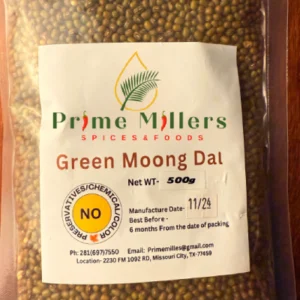 Prime Millers
SPICES & FOODS
Green Moong Dal
Net WT- 500g
PRESERVATIVES/CHEMICAL/COLOR
NO
Manufacture Date- 11/24
Best Before -
6 months From the date of packing
Ph: 281(697)7550 Email: Primemilles@gmail.com
Location- 2230 FM 1092 RD, Missouri City, TX-77459